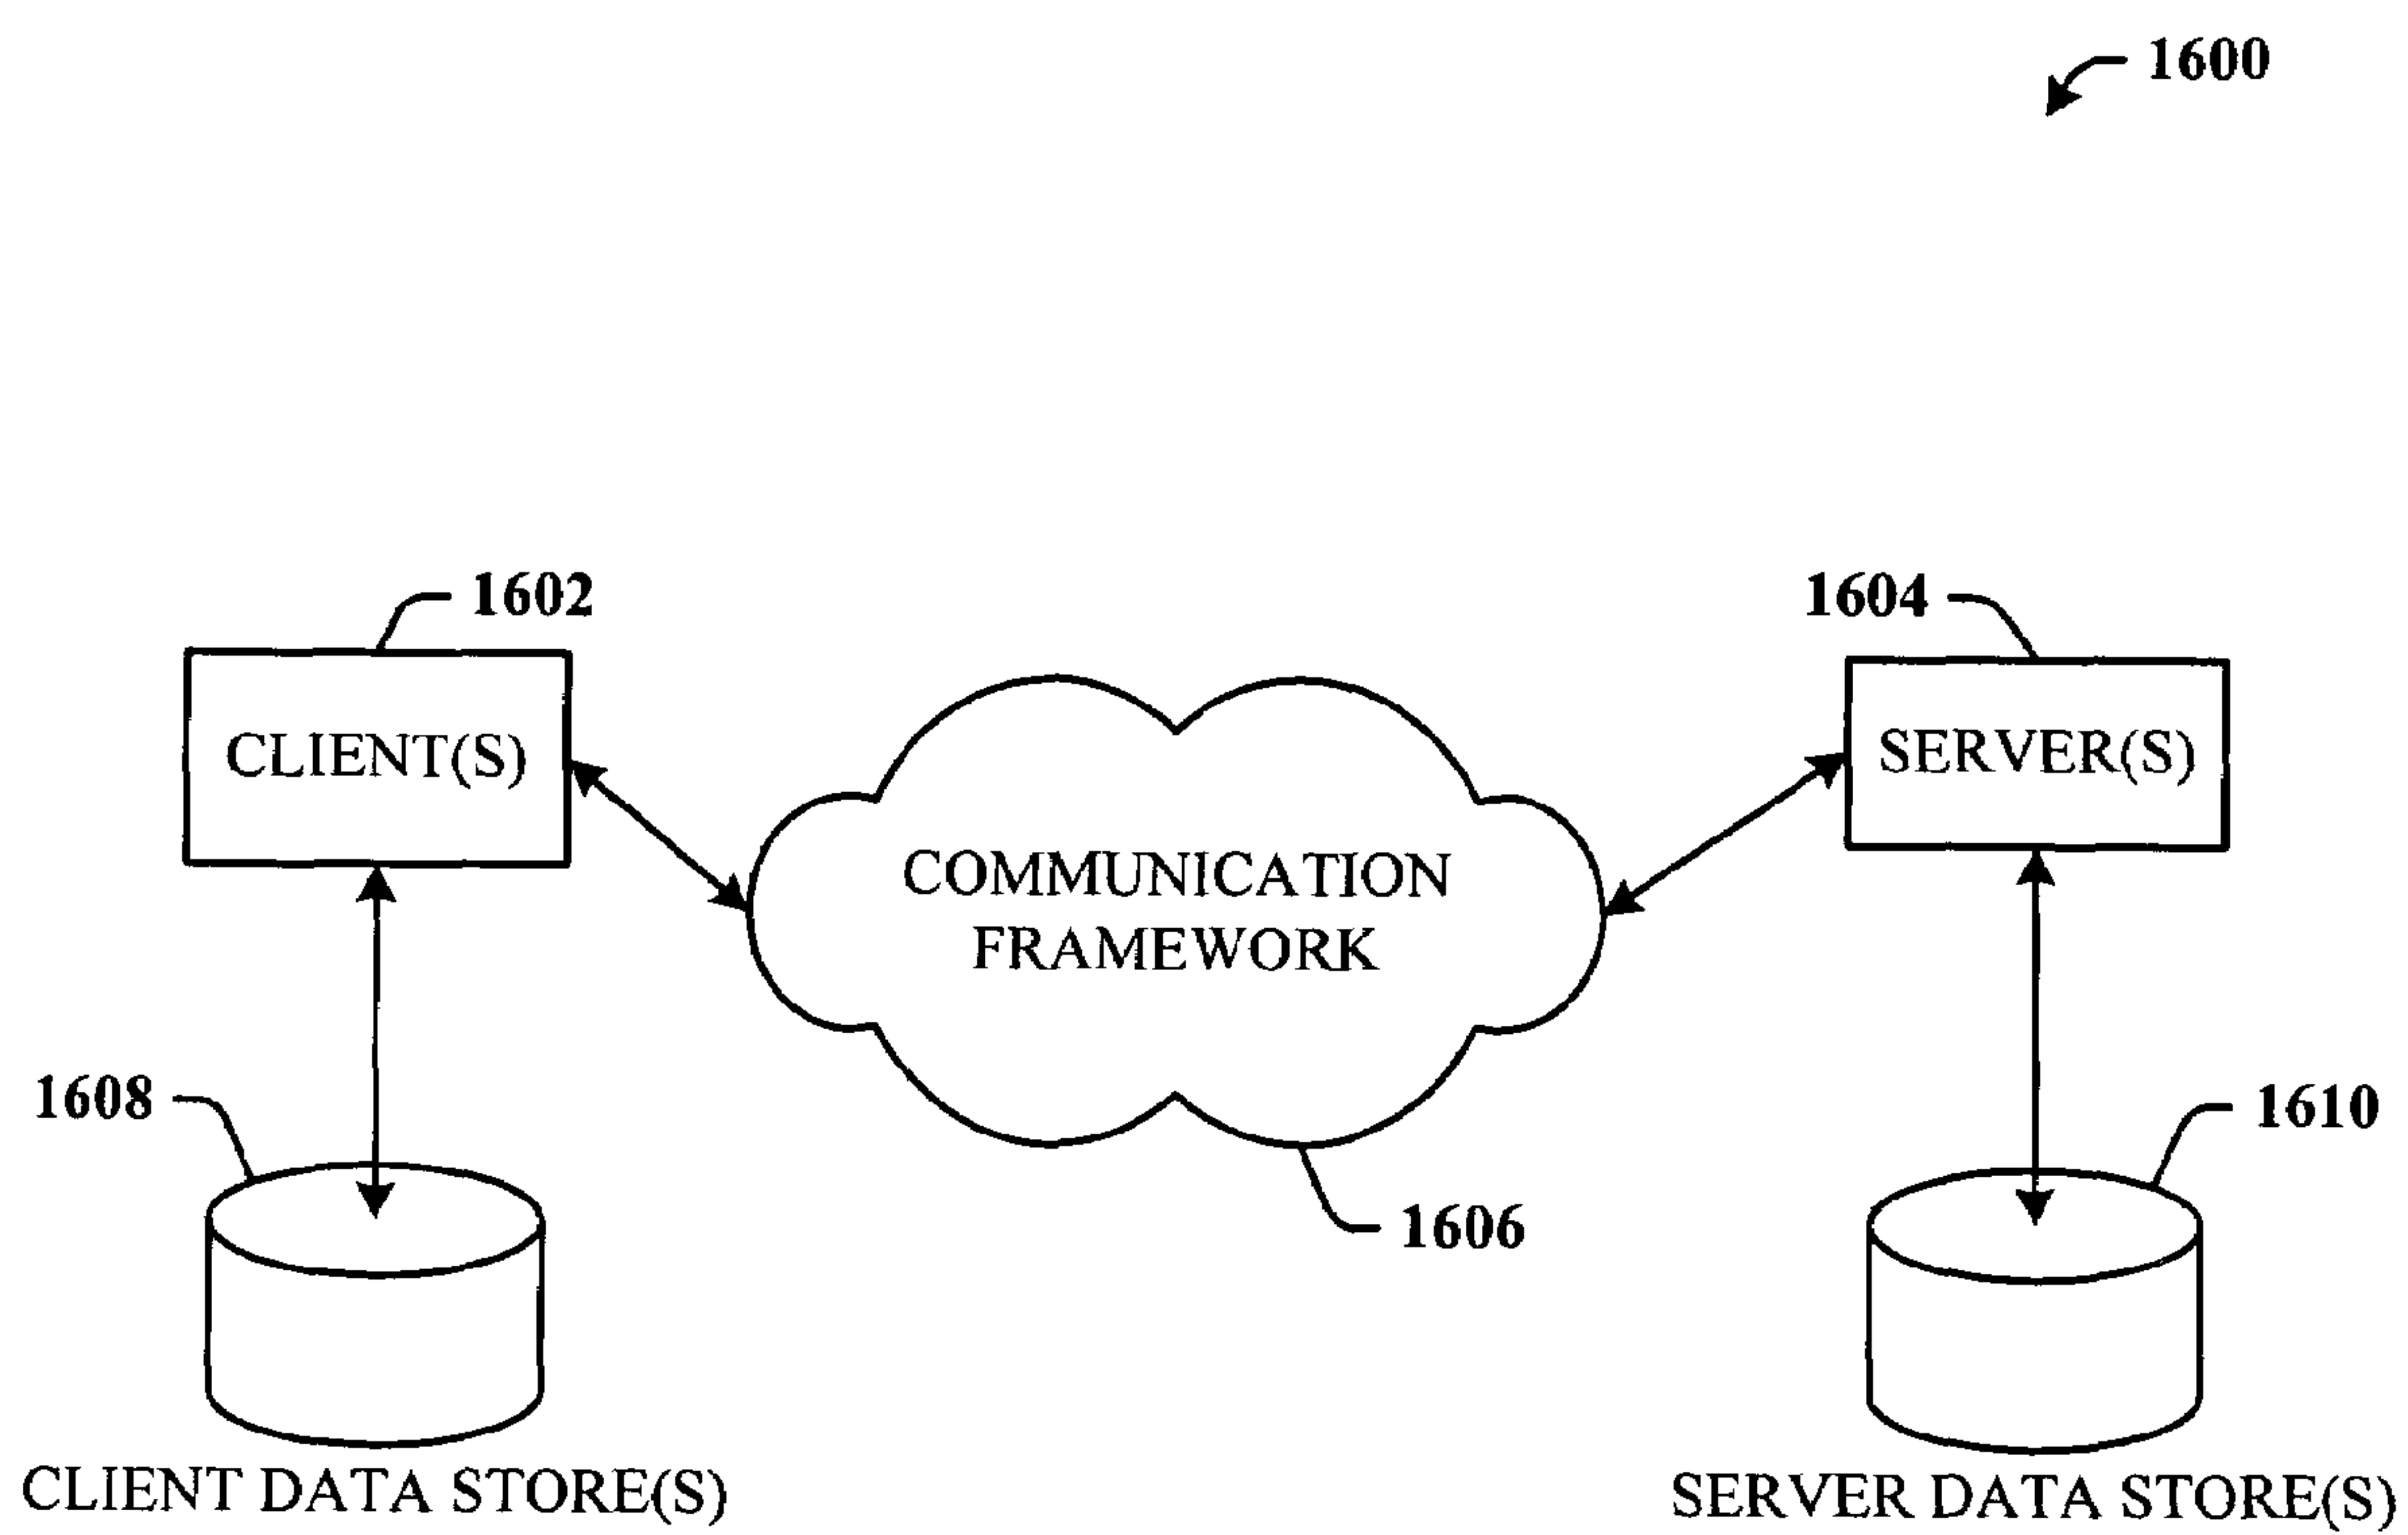 1600
1602
1604
CLIENT(S)
SERVER(S)
COMMUNICATION
FRAMEWORK
1608
1610
1606
CLIENT DATA STORE(S)
SERVER DATA STORE(S)